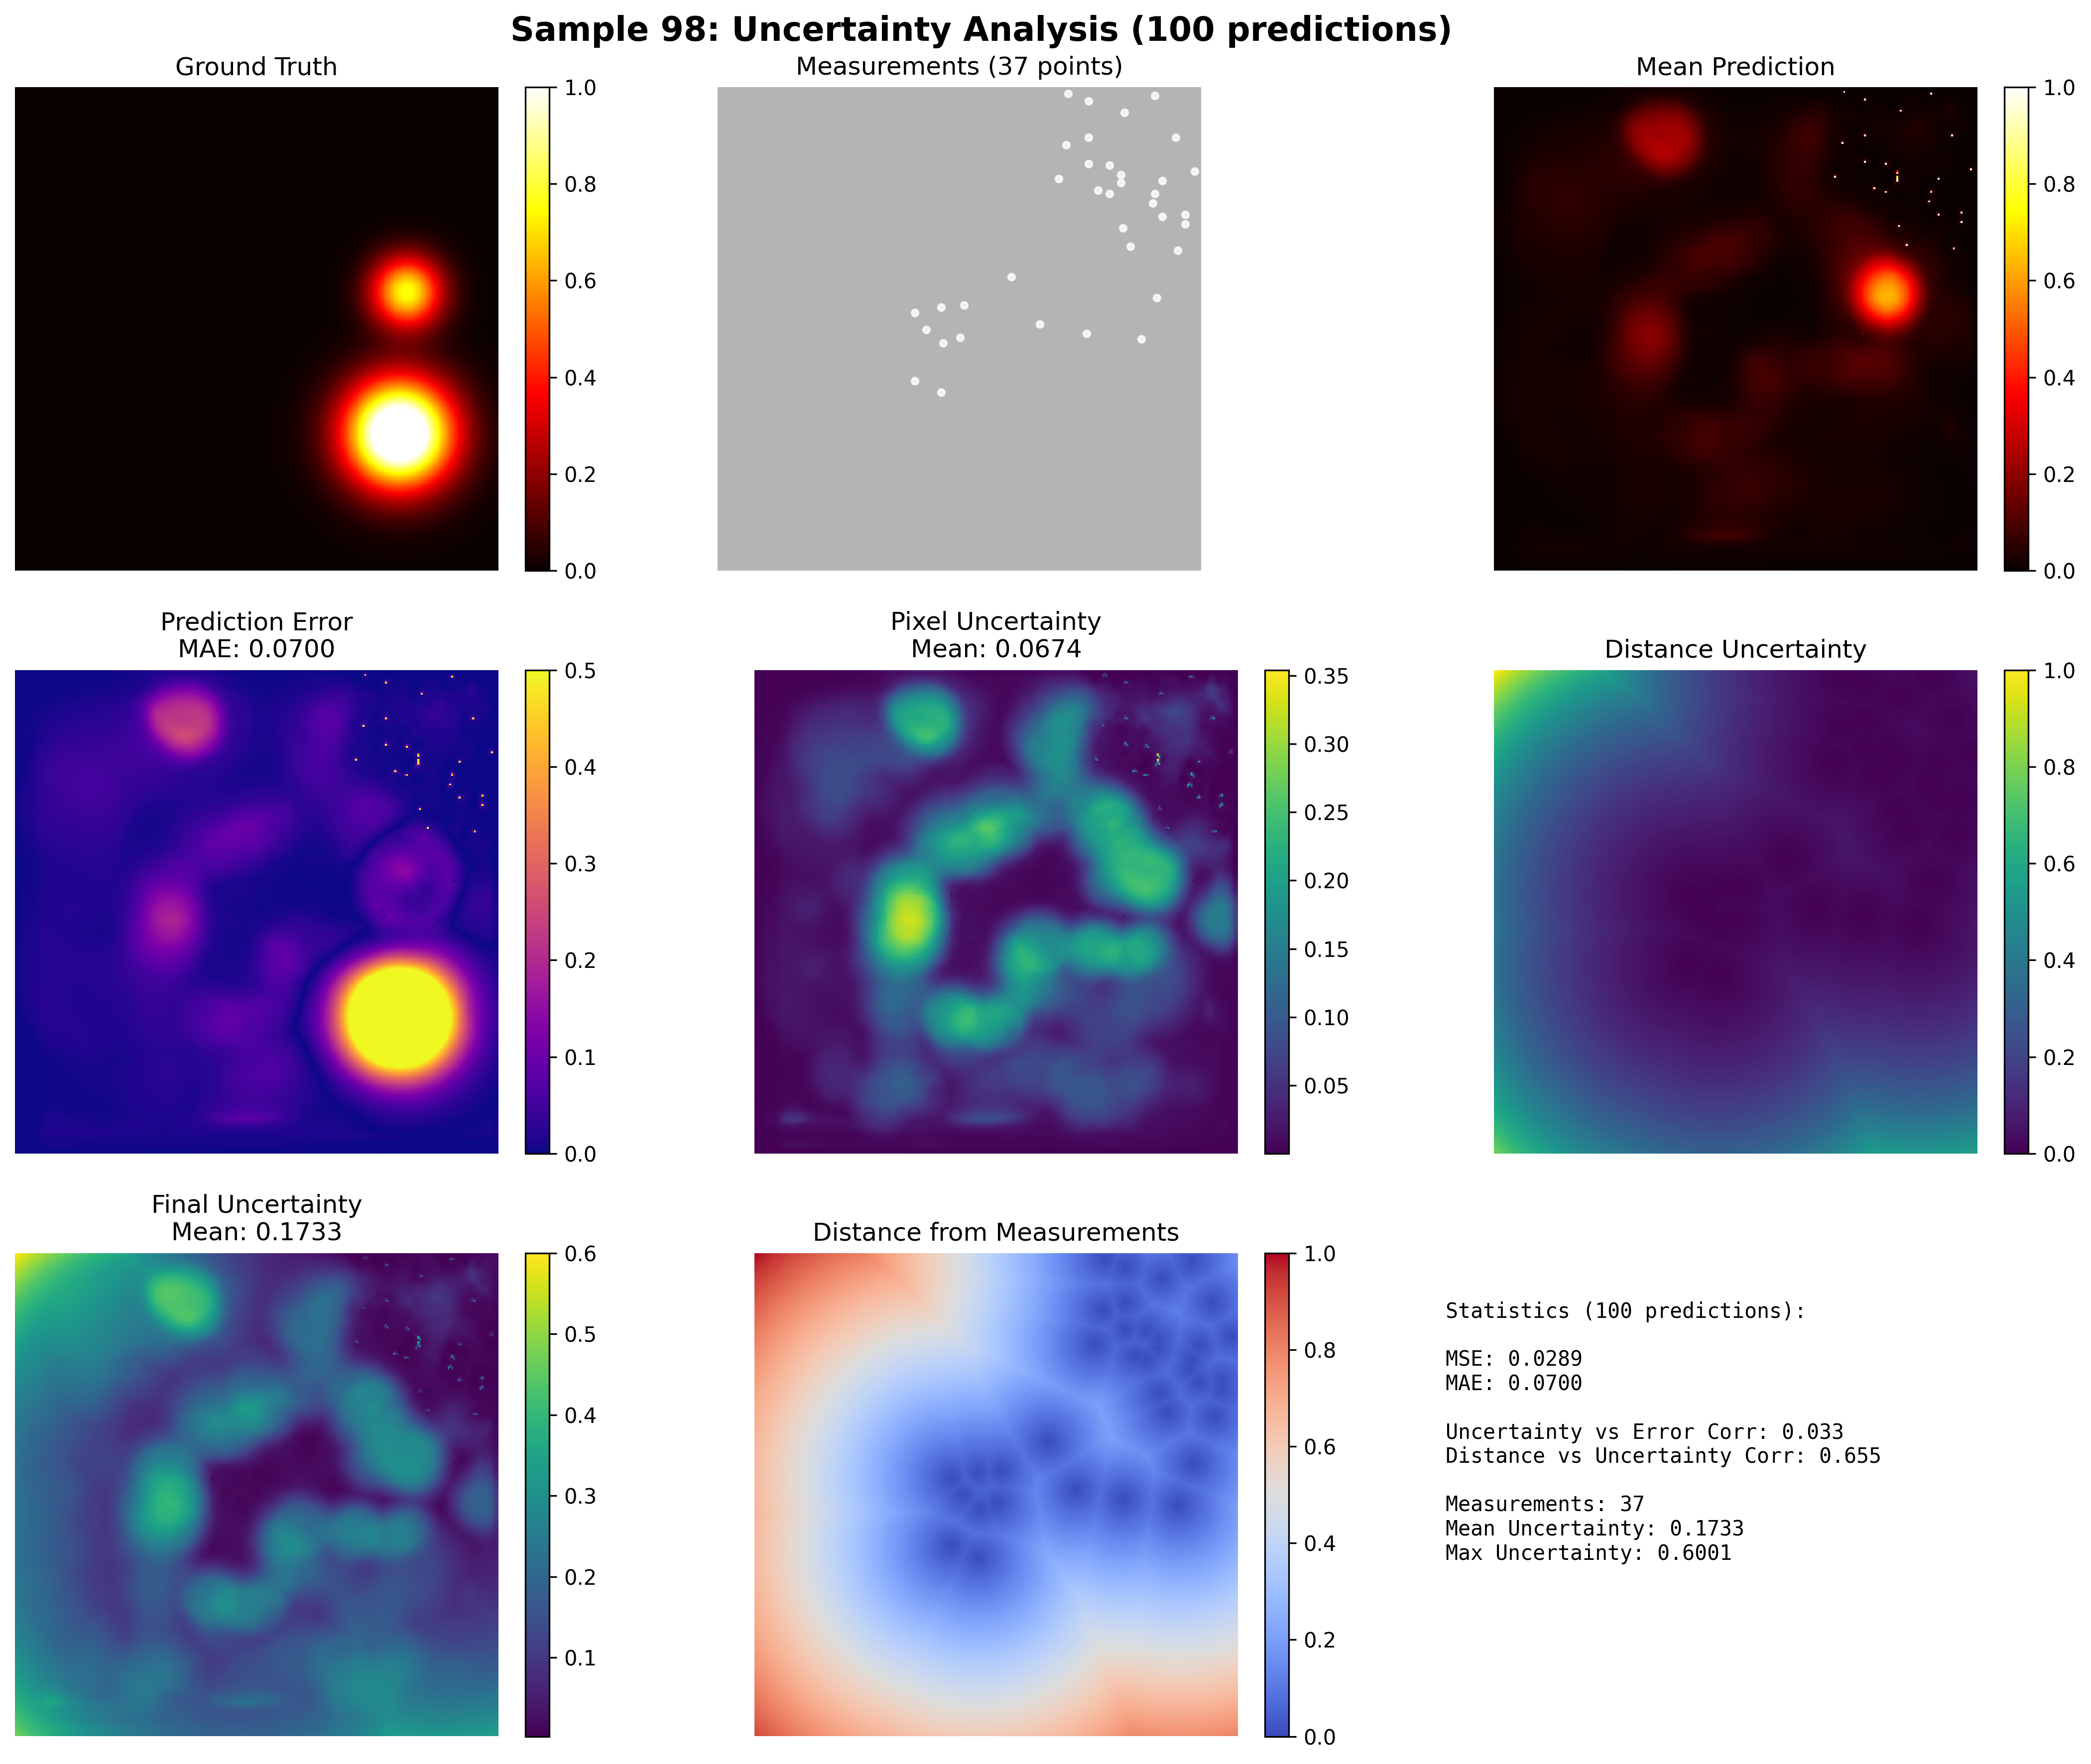 Sample 98: Uncertainty Analysis (100 predictions)
Ground Truth
1.0
0.8
0.6
0.4
0.2
0.0
Measurements (37 points)
Mean Prediction
1.0
0.8
0.6
0.4
0.2
0.0
Prediction Error
MAE: 0.0700
0.5
0.4
0.3
0.2
0.1
0.0
Pixel Uncertainty
Mean: 0.0674
0.35
0.30
0.25
0.20
0.15
0.10
0.05
Distance Uncertainty
1.0
0.8
0.6
0.4
0.2
0.0
Final Uncertainty
Mean: 0.1733
0.6
0.5
0.4
0.3
0.2
0.1
Distance from Measurements
1.0
0.8
0.6
0.4
0.2
0.0
Statistics (100 predictions):
MSE: 0.0289
MAE: 0.0700
Uncertainty vs Error Corr: 0.033
Distance vs Uncertainty Corr: 0.655
Measurements: 37
Mean Uncertainty: 0.1733
Max Uncertainty: 0.6001